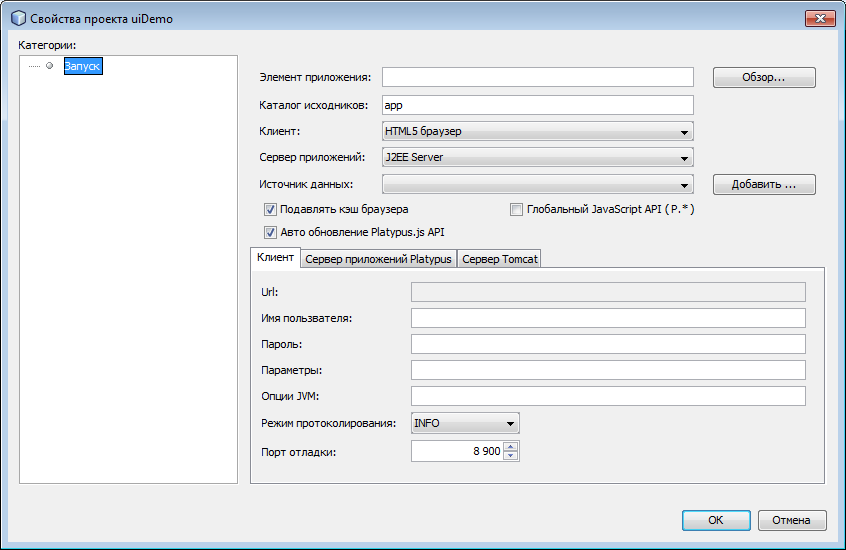 Свойства проекта uiDemo
Категории:
Запуск
Элемент приложения:
Обзор...
Каталог исходников: app
Клиент: HTML5 браузер
Сервер приложений: J2EE Server
Источник данных:
Добавить ...
Подавлять кэш браузера
Глобальный JavaScript API (P.*)
Авто обновление Platypus.js API
Клиент
Сервер приложений Platypus
Сервер Tomcat
Url:
Имя пользвателя:
Пароль:
Параметры:
Опции JVM:
Режим протоколирования: INFO
Порт отладки: 8 900
OK
Отмена